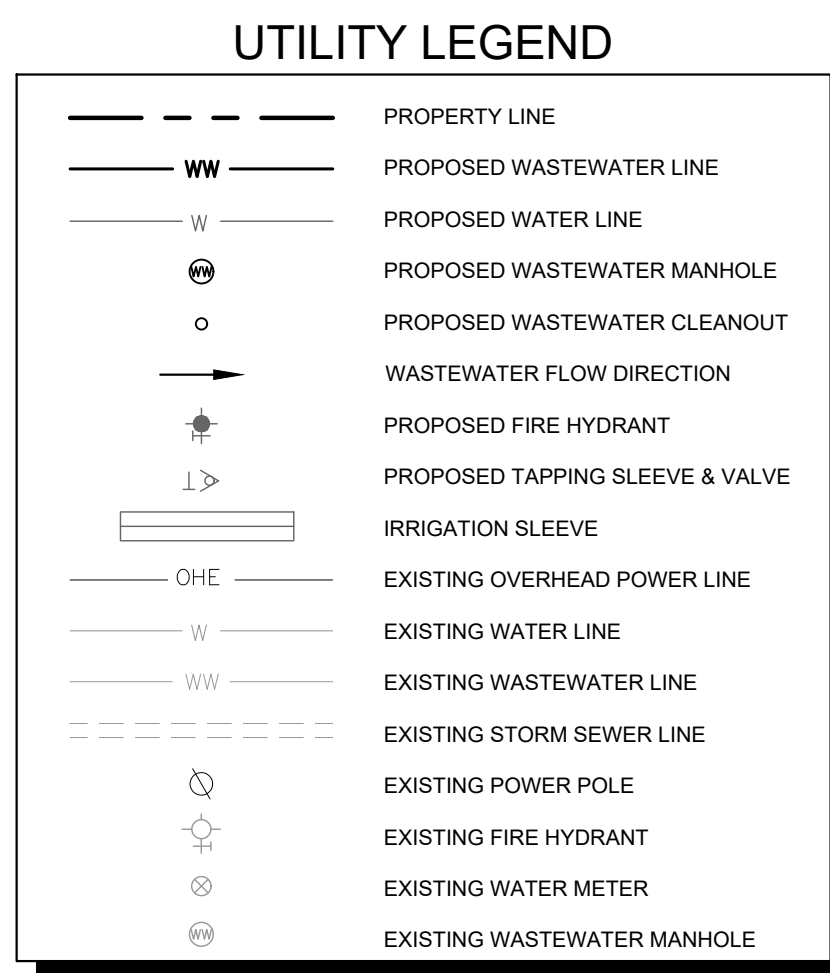 UTILITY LEGEND
PROPERTY LINE
WW PROPOSED WASTEWATER LINE
W PROPOSED WATER LINE
WW PROPOSED WASTEWATER MANHOLE
PROPOSED WASTEWATER CLEANOUT
WASTEWATER FLOW DIRECTION
PROPOSED FIRE HYDRANT
PROPOSED TAPPING SLEEVE & VALVE
IRRIGATION SLEEVE
OHE EXISTING OVERHEAD POWER LINE
W EXISTING WATER LINE
WW EXISTING WASTEWATER LINE
EXISTING STORM SEWER LINE
EXISTING POWER POLE
EXISTING FIRE HYDRANT
EXISTING WATER METER
WW EXISTING WASTEWATER MANHOLE